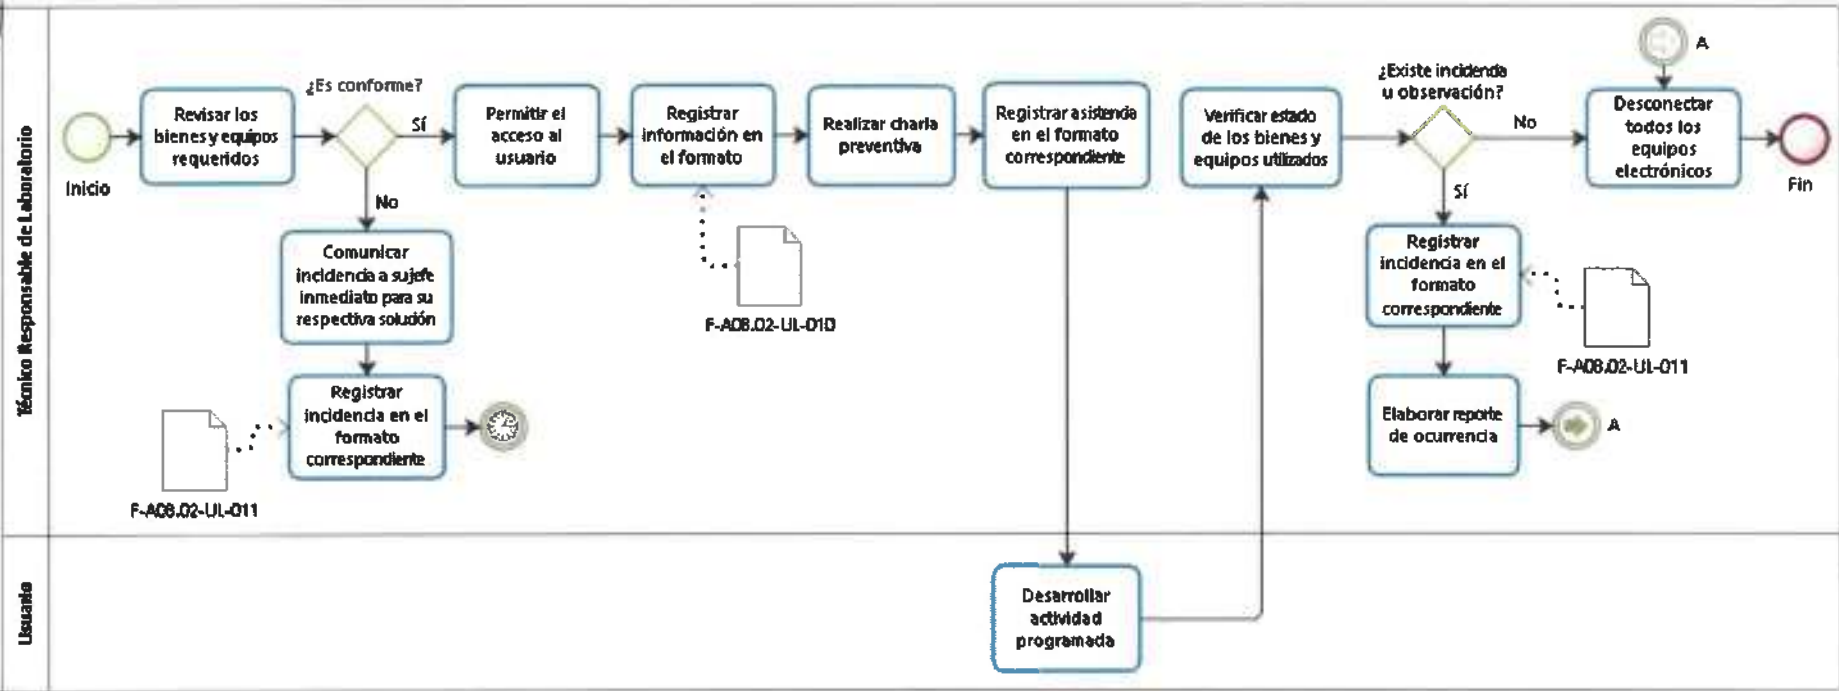 Técnico Responsable de Laboratorio
Inicio
Revisar los
bienes y equipos
requeridos
¿Es conforme?
Sí
No
Permitir el
acceso al
usuario
Registrar
información en
el formato
F-A08.02-UL-010
Realizar charla
preventiva
Registrar asistencia
en el formato
correspondiente
Comunicar
incidencia a su jefe
inmediato para su
respectiva solución
Registrar
incidencia en el
formato
correspondiente
F-A08.02-UL-011
Verificar estado
de los bienes y
equipos utilizados
¿Existe incidencia
u observación?
No
Sí
A
Desconectar
todos los
equipos
electrónicos
Fin
Registrar
incidencia en el
formato
correspondiente
F-A08.02-UL-011
Elaborar reporte
de ocurrencia
A
Usuario
Desarrollar
actividad
programada